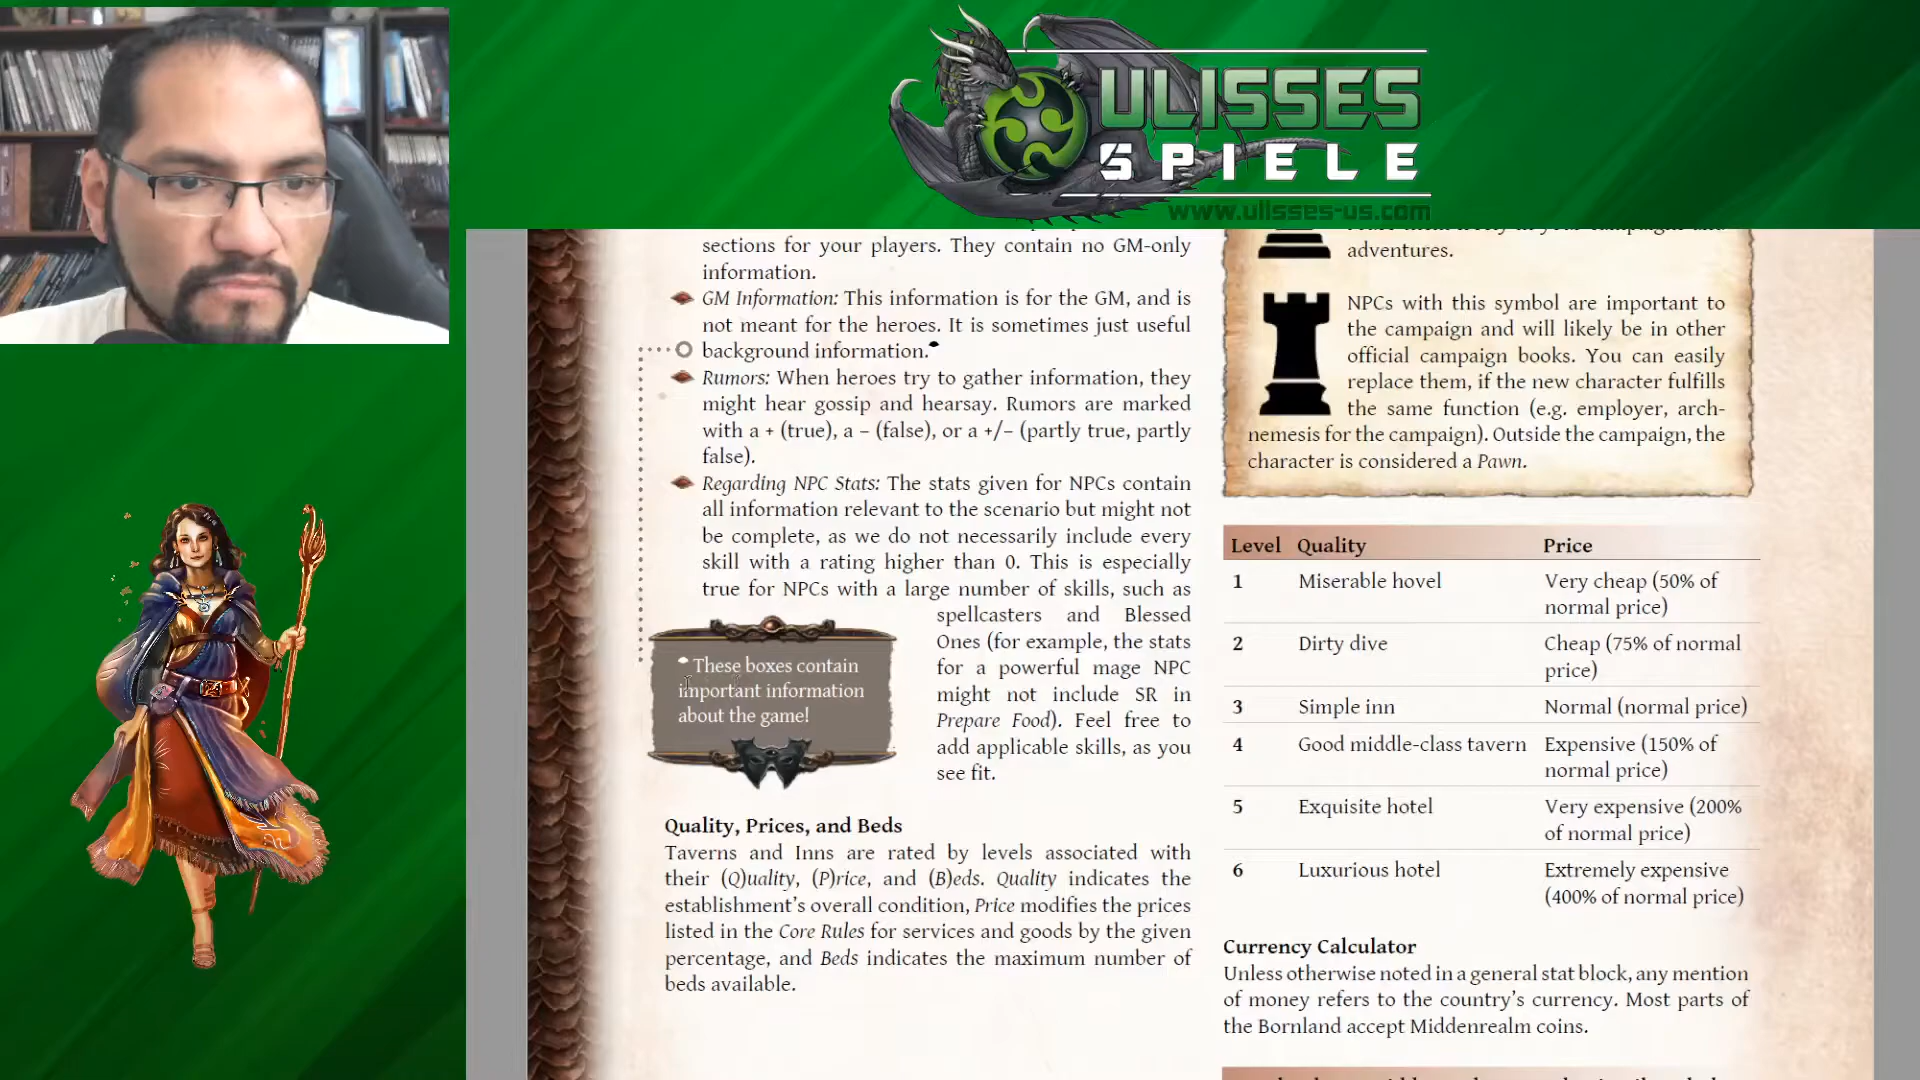 ULISSES
SPIELE
www.ulisses-us.com
sections for your players. They contain no GM-only
information.
GM Information: This information is for the GM, and is
not meant for the heroes. It is sometimes just useful
background information.
Rumors: When heroes try to gather information, they
might hear gossip and hearsay. Rumors are marked
with a + (true), a – (false), or a +/– (partly true, partly
false).
Regarding NPC Stats: The stats given for NPCs contain
all information relevant to the scenario but might not
be complete, as we do not necessarily include every
skill with a rating higher than 0. This is especially
true for NPCs with a large number of skills, such as
spellcasters and Blessed
Ones (for example, the stats
for a powerful mage NPC
might not include SR in
Prepare Food). Feel free to
add applicable skills, as you
see fit.
These boxes contain
important information
about the game!
Quality, Prices, and Beds
Taverns and Inns are rated by levels associated with
their (Q)uality, (P)rice, and (B)eds. Quality indicates the
establishment's overall condition, Price modifies the prices
listed in the Core Rules for services and goods by the given
percentage, and Beds indicates the maximum number of
beds available.
adventures.
NPCs with this symbol are important to
the campaign and will likely be in other
official campaign books. You can easily
replace them, if the new character fulfills
the same function (e.g. employer, arch-
nemesis for the campaign). Outside the campaign, the
character is considered a Pawn.
Level Quality Price
1 Miserable hovel Very cheap (50% of
normal price)
2 Dirty dive Cheap (75% of normal
price)
3 Simple inn Normal (normal price)
4 Good middle-class tavern Expensive (150% of
normal price)
5 Exquisite hotel Very expensive (200%
of normal price)
6 Luxurious hotel Extremely expensive
(400% of normal price)
Currency Calculator
Unless otherwise noted in a general stat block, any mention
of money refers to the country's currency. Most parts of
the Bornland accept Middenrealm coins.